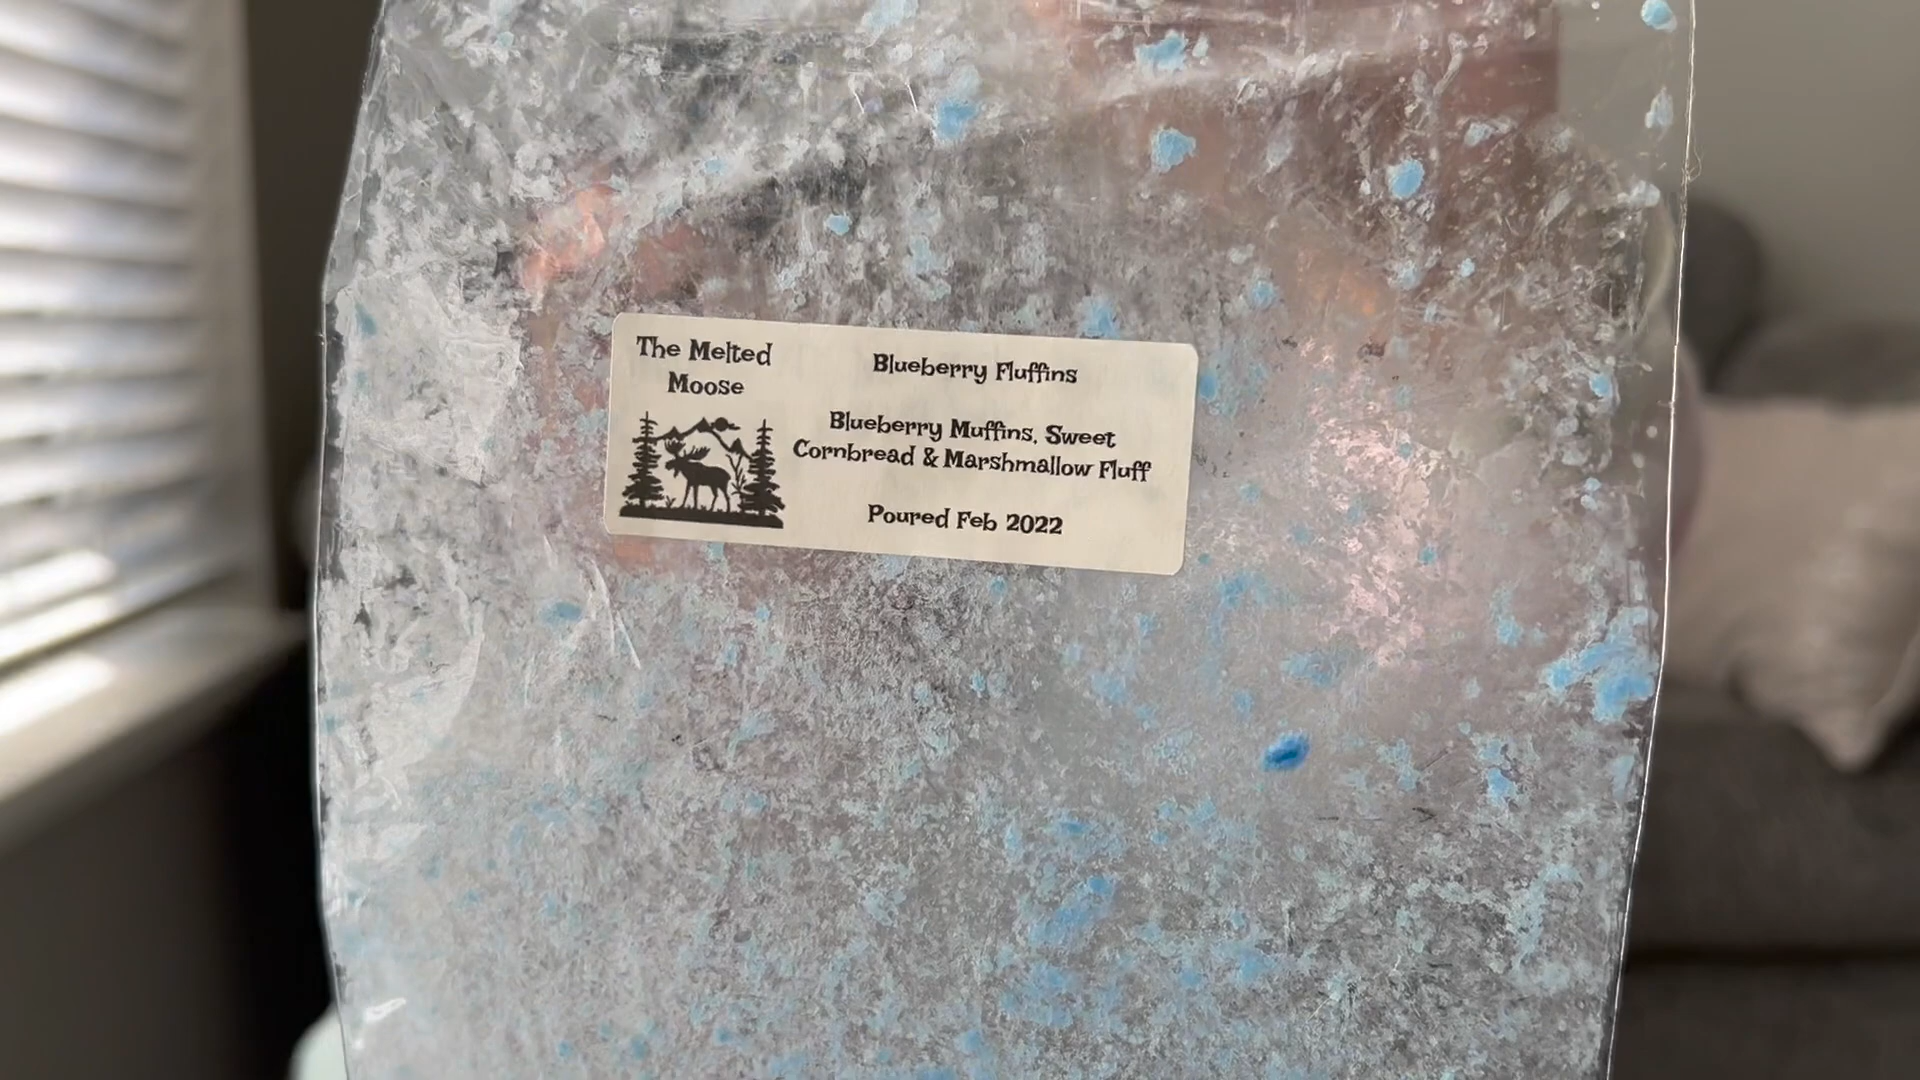 The Melted
Moose
Blueberry Fluffins
Blueberry Muffins, Sweet
Cornbread & Marshmallow Fluff
Poured Feb 2022